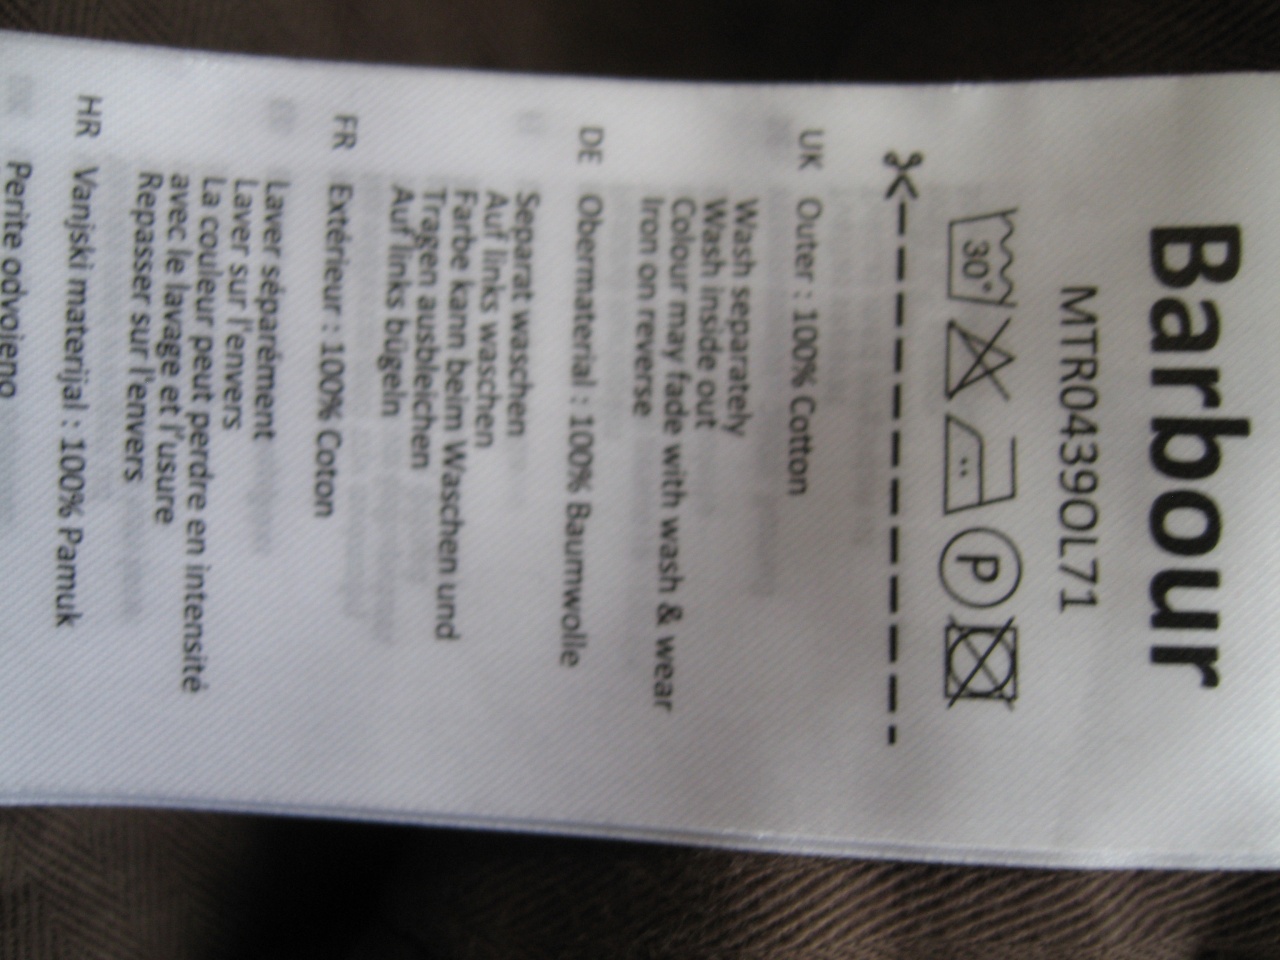 Barbour
MTR0439OL71
30°
P
UK Outer : 100% Cotton
Wash separately
Wash inside out
Colour may fade with wash & wear
Iron on reverse
DE Obermaterial : 100% Baumwolle
Separat waschen
Auf links waschen
Farbe kann beim Waschen und
Tragen ausbleichen
Auf links bügeln
FR Extérieur : 100% Coton
Laver séparément
Laver sur l'envers
La couleur peut perdre en intensité
avec le lavage et l'usure
Repasser sur l'envers
HR Vanjski materijal : 100% Pamuk
Perite odvojeno